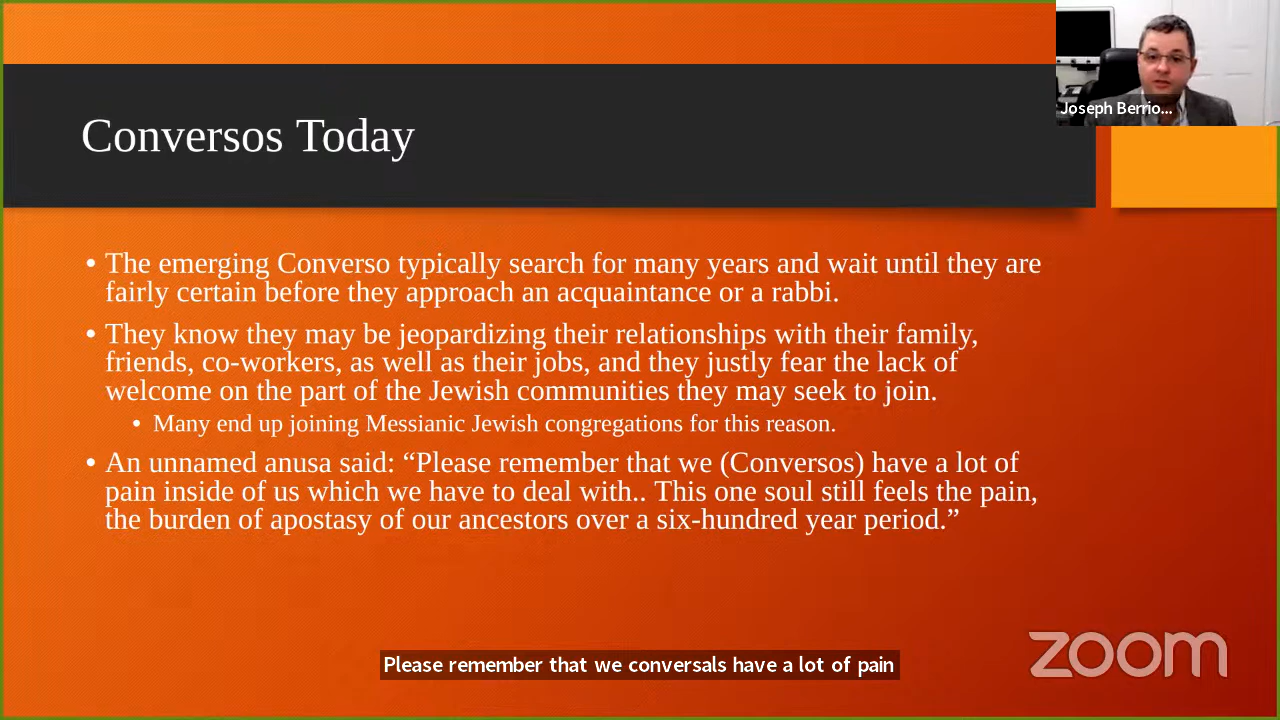 Joseph Berrio...
Conversos Today
• The emerging Converso typically search for many years and wait until they are
fairly certain before they approach an acquaintance or a rabbi.
• They know they may be jeopardizing their relationships with their family,
friends, co-workers, as well as their jobs, and they justly fear the lack of
welcome on the part of the Jewish communities they may seek to join.
• Many end up joining Messianic Jewish congregations for this reason.
• An unnamed anusa said: “Please remember that we (Conversos) have a lot of
pain inside of us which we have to deal with.. This one soul still feels the pain,
the burden of apostasy of our ancestors over a six-hundred year period.”
Please remember that we conversals have a lot of pain
zoom